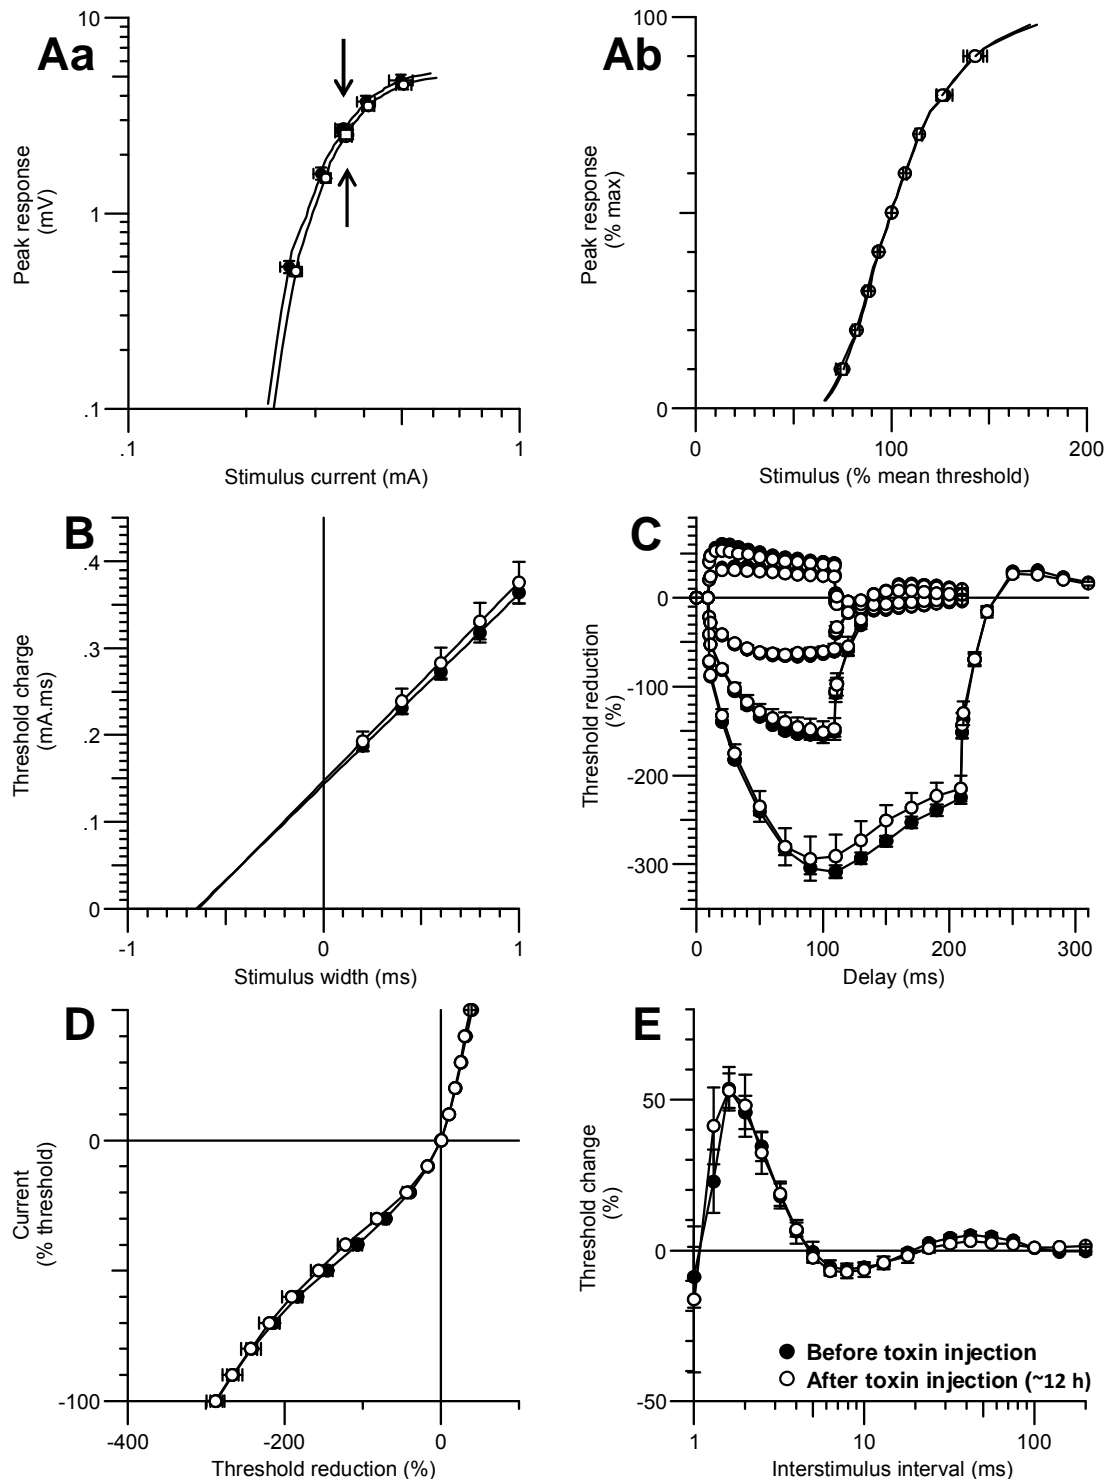 Aa
10
1
.1
.1
1
Peak response
(mV)
Stimulus current (mA)
Ab
100
0
0
100
200
Peak response
(% max)
Stimulus (% mean threshold)
B
.4
.3
.2
.1
0
-1
0
1
Threshold charge
(mA.ms)
Stimulus width (ms)
C
0
-100
-200
-300
0
100
200
300
Threshold reduction
(%)
Delay (ms)
D
0
-100
-400
-200
0
Current
(% threshold)
Threshold reduction (%)
E
50
0
-50
1
10
100
Threshold change
(%)
Interstimulus interval (ms)
Before toxin injection
After toxin injection (~12 h)